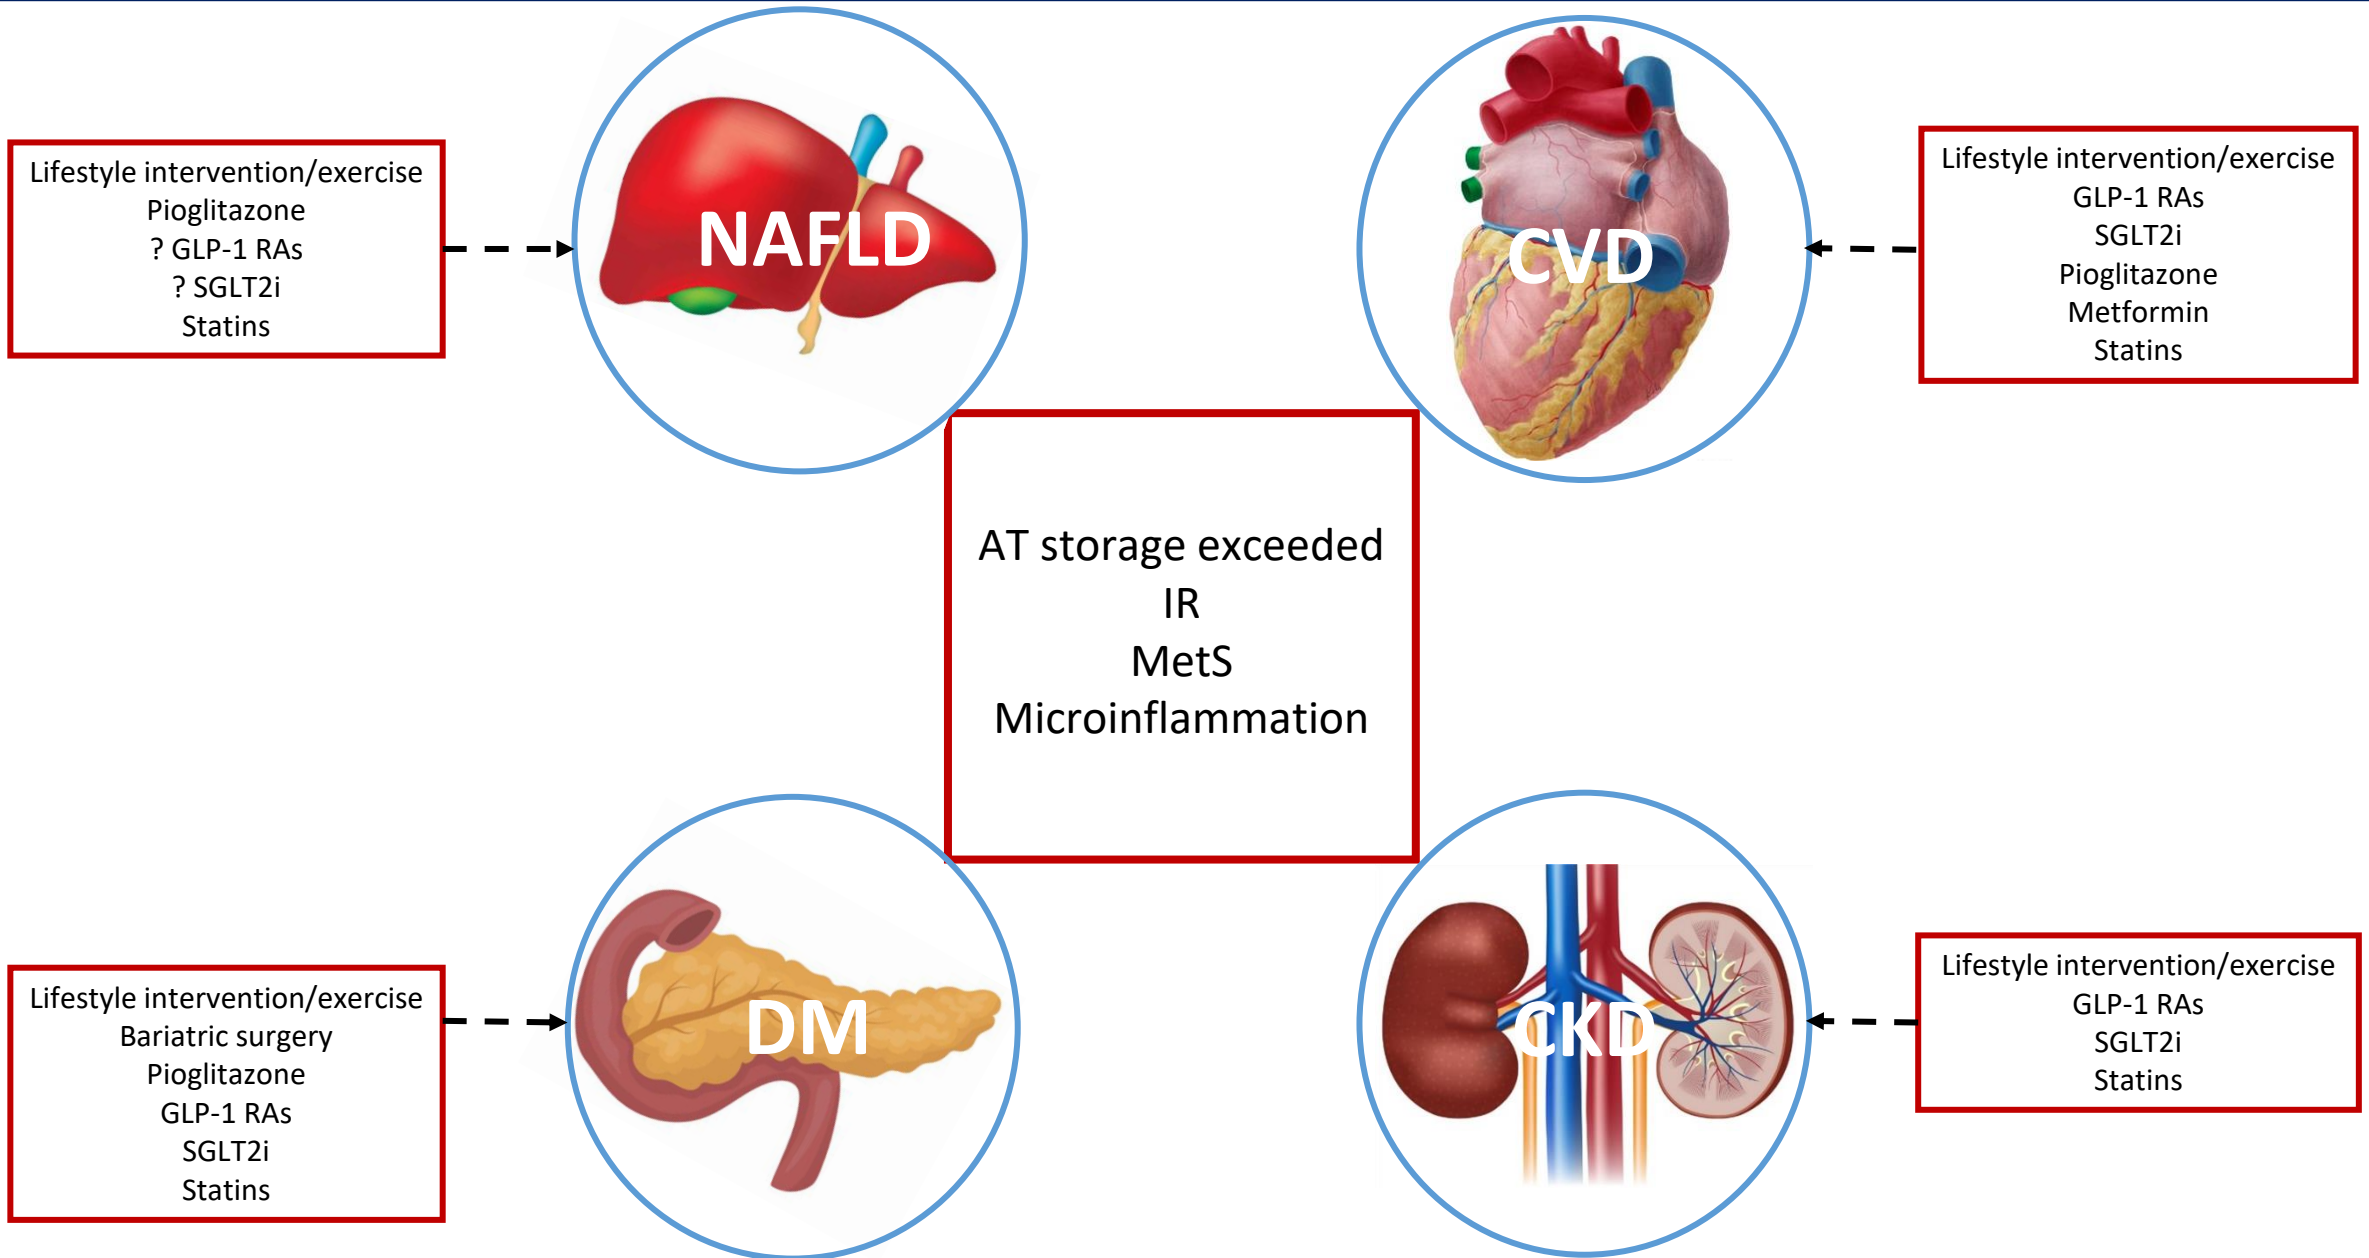 Lifestyle intervention/exercise
Pioglitazone
? GLP-1 RAs
? SGLT2i
Statins
NAFLD
CVD
Lifestyle intervention/exercise
GLP-1 RAs
SGLT2i
Pioglitazone
Metformin
Statins
AT storage exceeded
IR
MetS
Microinflammation
Lifestyle intervention/exercise
Bariatric surgery
Pioglitazone
GLP-1 RAs
SGLT2i
Statins
DM
CKD
Lifestyle intervention/exercise
GLP-1 RAs
SGLT2i
Statins